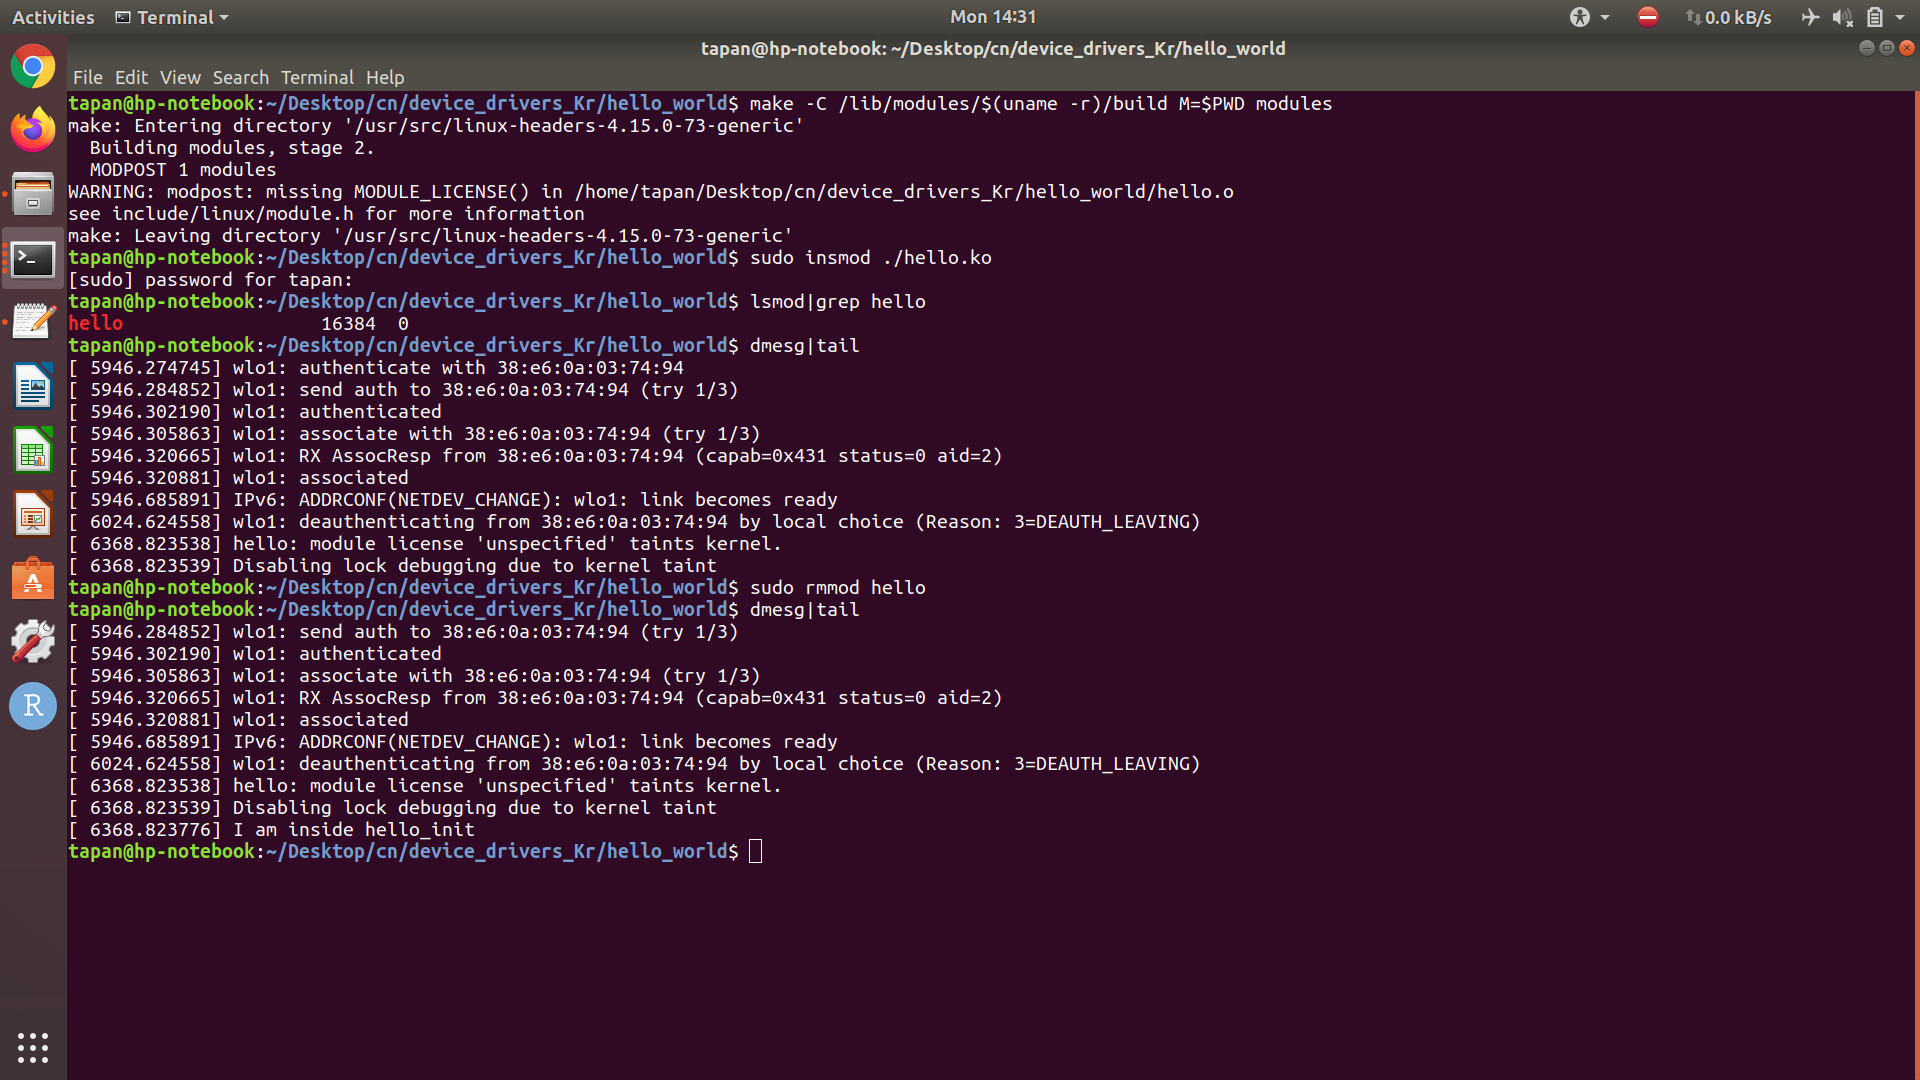 Activities Terminal Mon 14:31 0.0 kB/s
tapan@hp-notebook: ~/Desktop/cn/device_drivers_Kr/hello_world
File Edit View Search Terminal Help
tapan@hp-notebook:~/Desktop/cn/device_drivers_Kr/hello_world$ make -C /lib/modules/$(uname -r)/build M=$PWD modules
make: Entering directory '/usr/src/linux-headers-4.15.0-73-generic'
  Building modules, stage 2.
  MODPOST 1 modules
WARNING: modpost: missing MODULE_LICENSE() in /home/tapan/Desktop/cn/device_drivers_Kr/hello_world/hello.o
see include/linux/module.h for more information
make: Leaving directory '/usr/src/linux-headers-4.15.0-73-generic'
tapan@hp-notebook:~/Desktop/cn/device_drivers_Kr/hello_world$ sudo insmod ./hello.ko
[sudo] password for tapan:
tapan@hp-notebook:~/Desktop/cn/device_drivers_Kr/hello_world$ lsmod|grep hello
hello                  16384  0
tapan@hp-notebook:~/Desktop/cn/device_drivers_Kr/hello_world$ dmesg|tail
[ 5946.274745] wlo1: authenticate with 38:e6:0a:03:74:94
[ 5946.284852] wlo1: send auth to 38:e6:0a:03:74:94 (try 1/3)
[ 5946.302190] wlo1: authenticated
[ 5946.305863] wlo1: associate with 38:e6:0a:03:74:94 (try 1/3)
[ 5946.320665] wlo1: RX AssocResp from 38:e6:0a:03:74:94 (capab=0x431 status=0 aid=2)
[ 5946.320881] wlo1: associated
[ 5946.685891] IPv6: ADDRCONF(NETDEV_CHANGE): wlo1: link becomes ready
[ 6024.624558] wlo1: deauthenticating from 38:e6:0a:03:74:94 by local choice (Reason: 3=DEAUTH_LEAVING)
[ 6368.823538] hello: module license 'unspecified' taints kernel.
[ 6368.823539] Disabling lock debugging due to kernel taint
tapan@hp-notebook:~/Desktop/cn/device_drivers_Kr/hello_world$ sudo rmmod hello
tapan@hp-notebook:~/Desktop/cn/device_drivers_Kr/hello_world$ dmesg|tail
[ 5946.284852] wlo1: send auth to 38:e6:0a:03:74:94 (try 1/3)
[ 5946.302190] wlo1: authenticated
[ 5946.305863] wlo1: associate with 38:e6:0a:03:74:94 (try 1/3)
[ 5946.320665] wlo1: RX AssocResp from 38:e6:0a:03:74:94 (capab=0x431 status=0 aid=2)
[ 5946.320881] wlo1: associated
[ 5946.685891] IPv6: ADDRCONF(NETDEV_CHANGE): wlo1: link becomes ready
[ 6024.624558] wlo1: deauthenticating from 38:e6:0a:03:74:94 by local choice (Reason: 3=DEAUTH_LEAVING)
[ 6368.823538] hello: module license 'unspecified' taints kernel.
[ 6368.823539] Disabling lock debugging due to kernel taint
[ 6368.823776] I am inside hello_init
tapan@hp-notebook:~/Desktop/cn/device_drivers_Kr/hello_world$
R